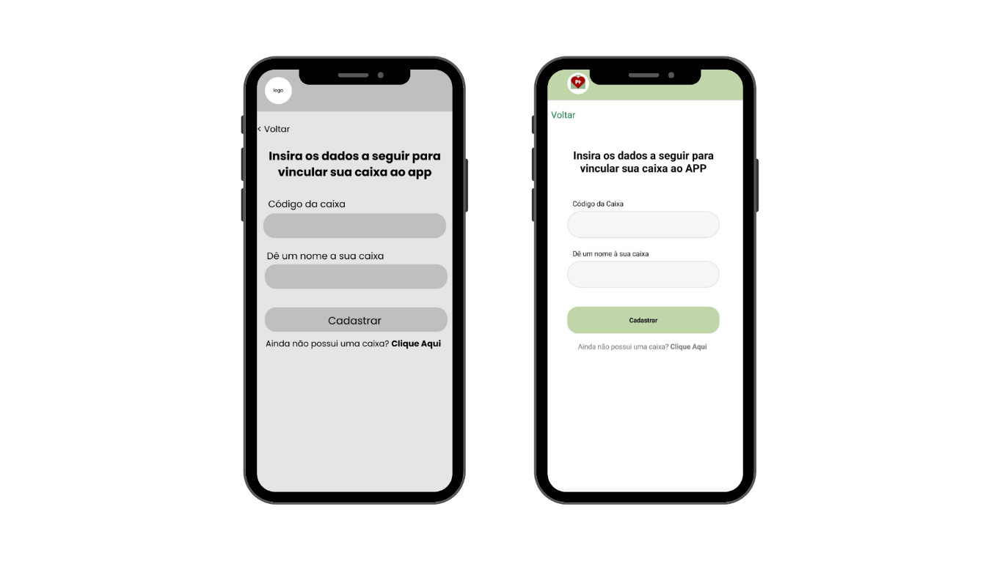 logo
< Voltar
Insira os dados a seguir para
vincular sua caixa ao app
Código da caixa
Dê um nome a sua caixa
Cadastrar
Ainda não possui uma caixa? Clique Aqui
P+
Voltar
Insira os dados a seguir para
vincular sua caixa ao APP
Código da Caixa
Dê um nome à sua caixa
Cadastrar
Ainda não possui uma caixa? Clique Aqui